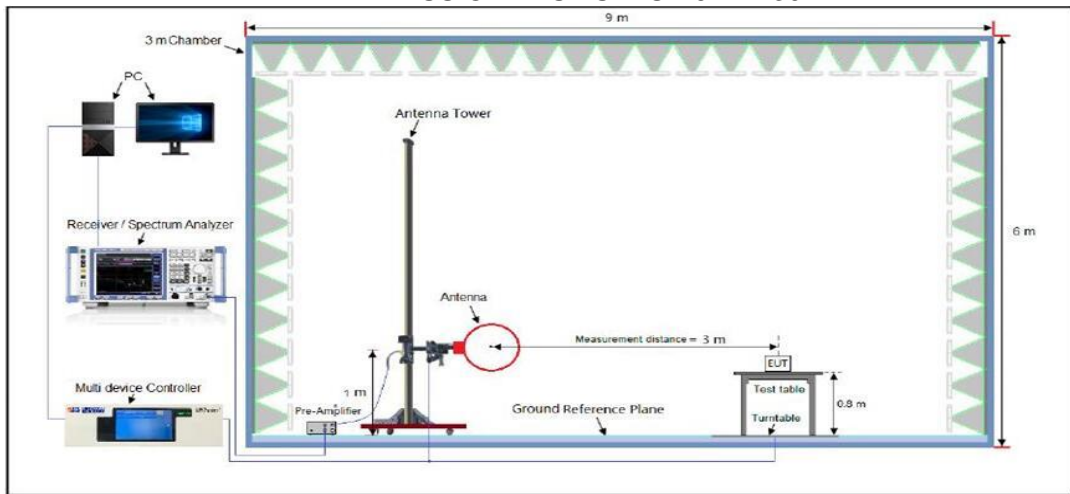 9 m
3 m Chamber
PC
Antenna Tower
Receiver / Spectrum Analyzer
6 m
Antenna
Measurement distance = 3 m
EUT
Multi device Controller
1 m
Test table
0.8 m
Pre-Amplifier
Ground Reference Plane
Turntable